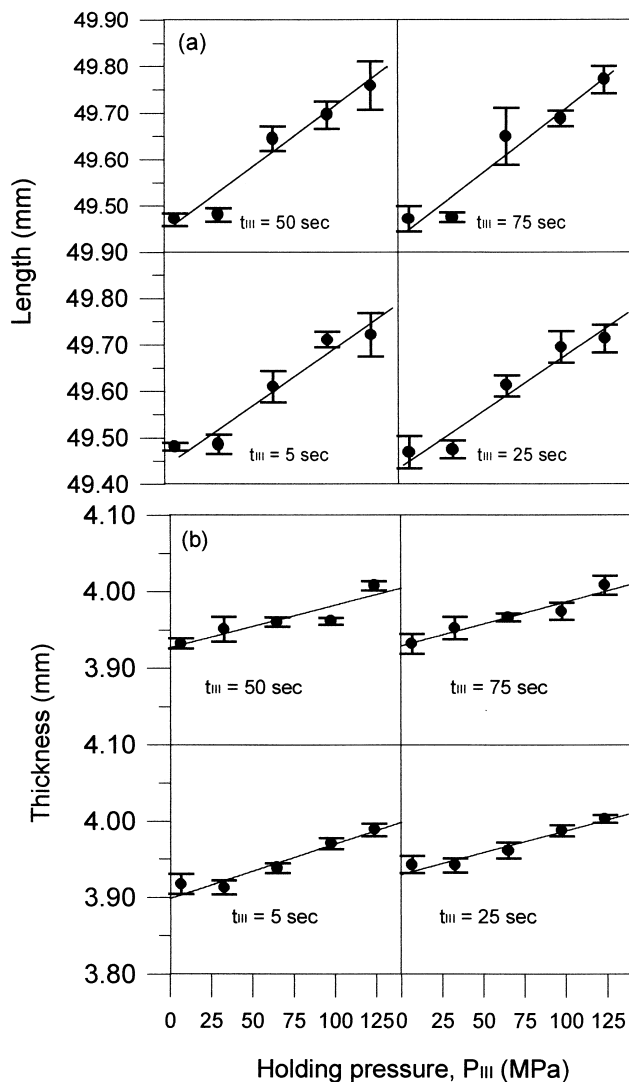 49.90
(a)
49.80
49.70
49.60
49.50
tIII = 50 sec
tIII = 75 sec
49.90
Length (mm)
49.80
49.70
49.60
49.50
tIII = 5 sec
tIII = 25 sec
49.40
4.10
(b)
4.00
3.90
tIII = 50 sec
tIII = 75 sec
Thickness (mm)
4.10
4.00
3.90
tIII = 5 sec
tIII = 25 sec
3.80
0 25 50 75 100 125 0 25 50 75 100 125
Holding pressure, PIII (MPa)